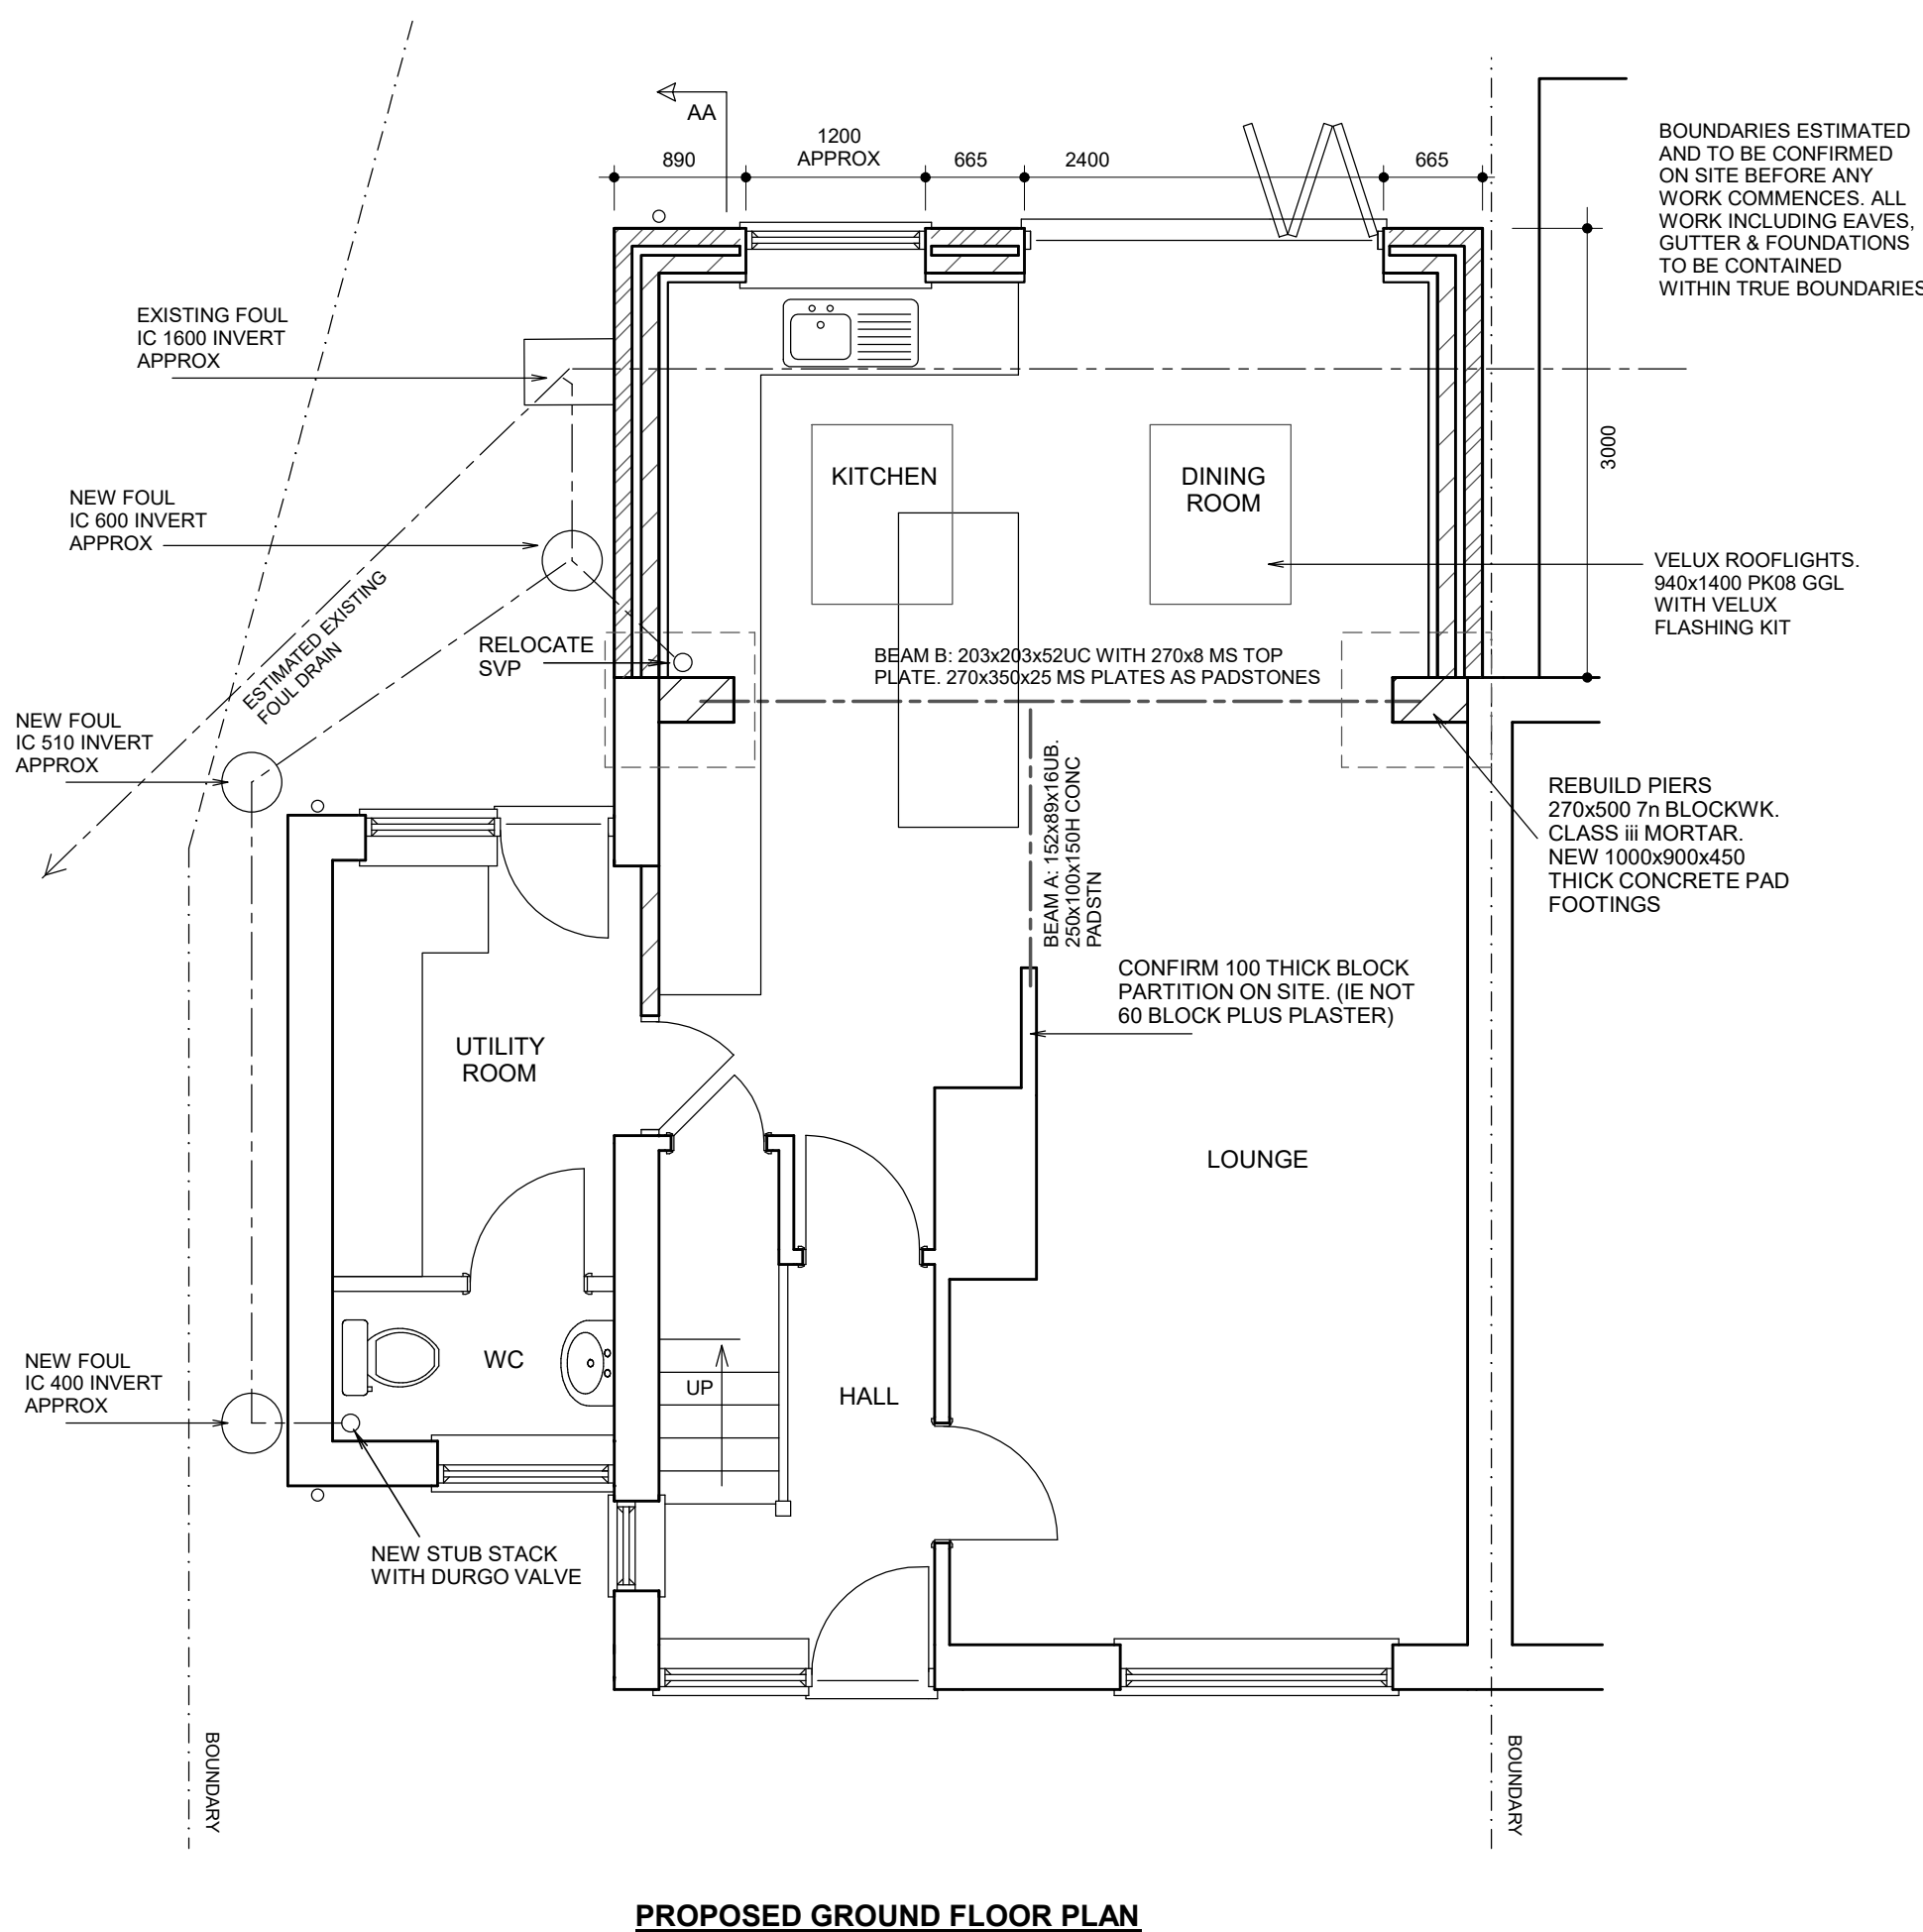 AA
890
1200
APPROX
665
2400
665
BOUNDARIES ESTIMATED
AND TO BE CONFIRMED
ON SITE BEFORE ANY
WORK COMMENCES. ALL
WORK INCLUDING EAVES,
GUTTER & FOUNDATIONS
TO BE CONTAINED
WITHIN TRUE BOUNDARIES
EXISTING FOUL
IC 1600 INVERT
APPROX
3000
KITCHEN
DINING
ROOM
NEW FOUL
IC 600 INVERT
APPROX
VELUX ROOFLIGHTS.
940x1400 PK08 GGL
WITH VELUX
FLASHING KIT
ESTIMATED EXISTING
FOUL DRAIN
RELOCATE
SVP
BEAM B: 203x203x52UC WITH 270x8 MS TOP
PLATE. 270x350x25 MS PLATES AS PADSTONES
NEW FOUL
IC 510 INVERT
APPROX
BEAM A: 152x89x16UB.
250x100x150H CONC
PADSTN
REBUILD PIERS
270x500 7n BLOCKWK.
CLASS iii MORTAR.
NEW 1000x900x450
THICK CONCRETE PAD
FOOTINGS
CONFIRM 100 THICK BLOCK
PARTITION ON SITE. (IE NOT
60 BLOCK PLUS PLASTER)
UTILITY
ROOM
LOUNGE
NEW FOUL
IC 400 INVERT
APPROX
WC
UP
HALL
NEW STUB STACK
WITH DURGO VALVE
BOUNDARY
BOUNDARY
PROPOSED GROUND FLOOR PLAN